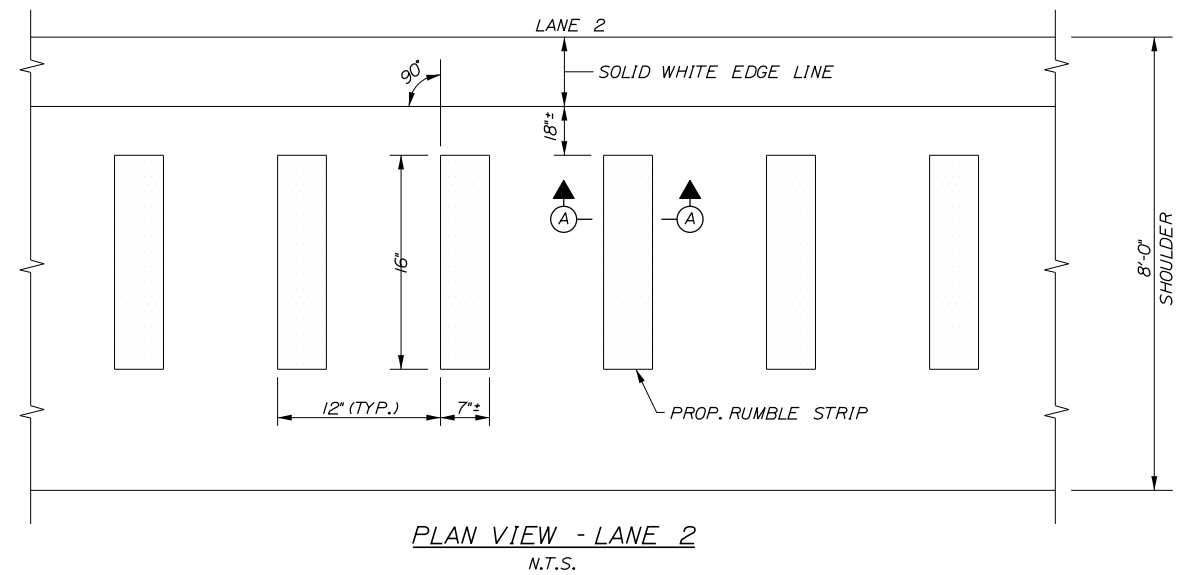 LANE 2
SOLID WHITE EDGE LINE
90°
18"±
A
A
16"
8'-0"
SHOULDER
12" (TYP.)
7"±
PROP. RUMBLE STRIP
PLAN VIEW - LANE 2
N.T.S.